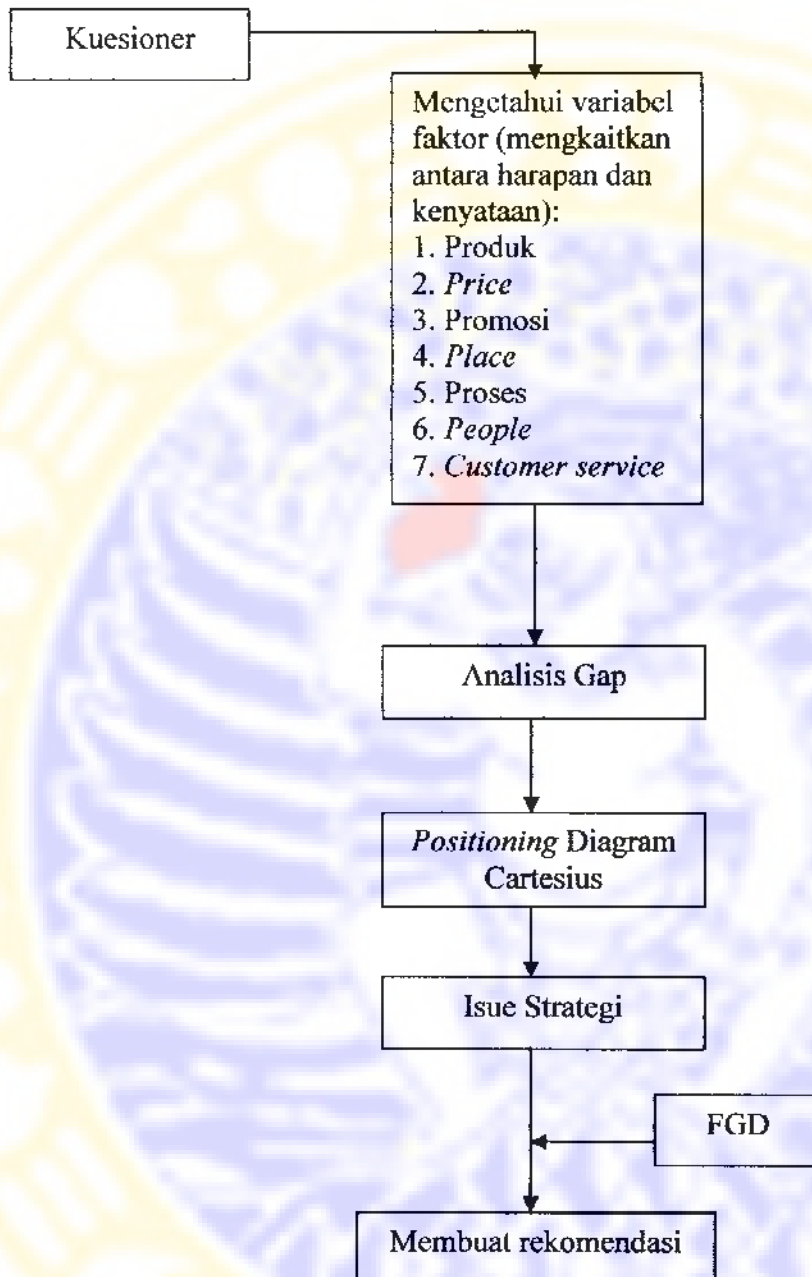 Kuesioner
Mengetahui variabel
faktor (mengkaitkan
antara harapan dan
kenyataan):
1. Produk
2. Price
3. Promosi
4. Place
5. Proses
6. People
7. Customer service
Analisis Gap
Positioning Diagram
Cartesius
Isue Strategi
FGD
Membuat rekomendasi